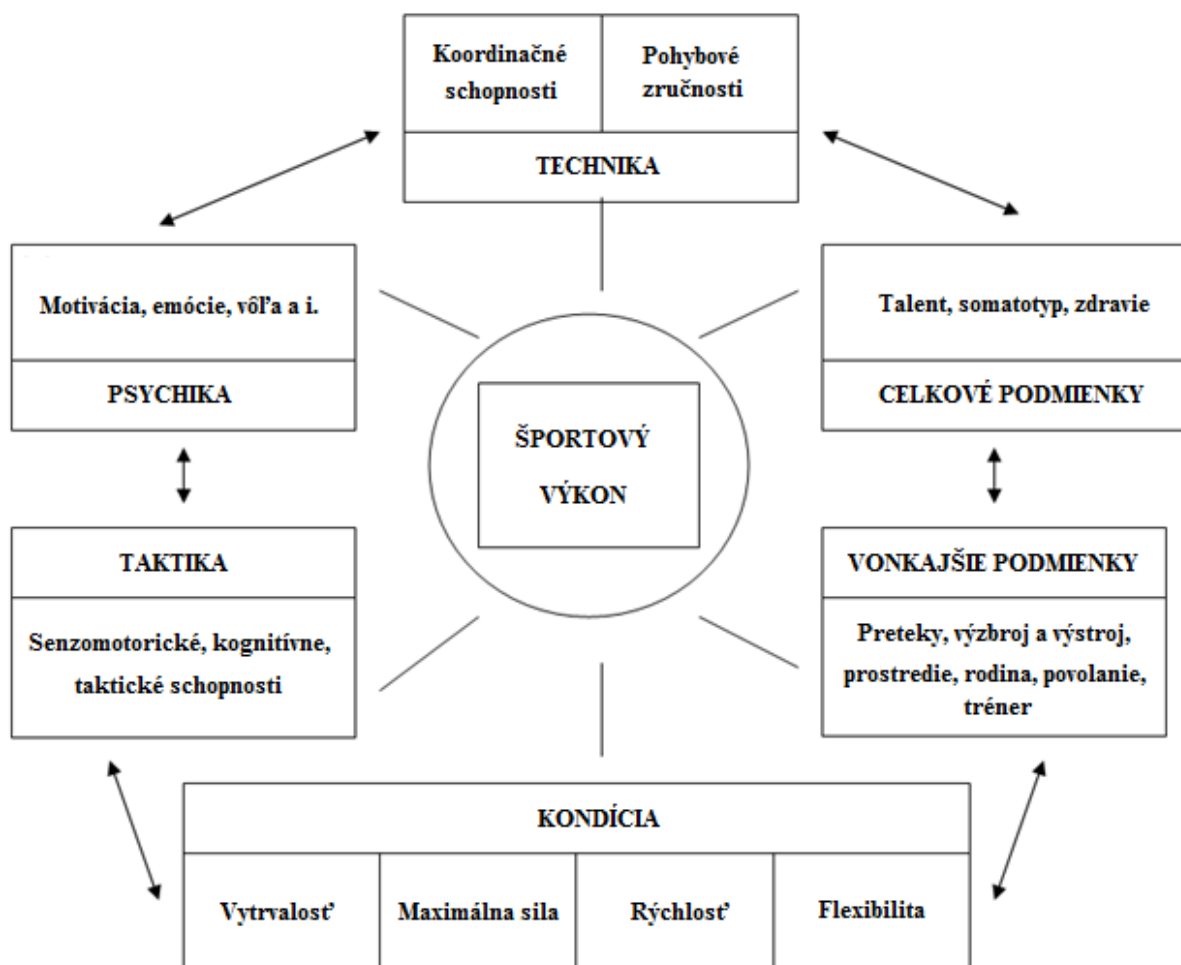 Koordinačné
schopnosti
Pohybové
zručnosti
TECHNIKA
Motivácia, emócie, vôľa a i.
PSYCHIKA
Talent, somatotyp, zdravie
CELKOVÉ PODMIENKY
ŠPORTOVÝ
VÝKON
TAKTIKA
Senzomotorické, kognitívne,
taktické schopnosti
VONKAJŠIE PODMIENKY
Preteky, výzbroj a výstroj,
prostredie, rodina, povolanie,
tréner
KONDÍCIA
Vytrvalosť
Maximálna sila
Rýchlosť
Flexibilita